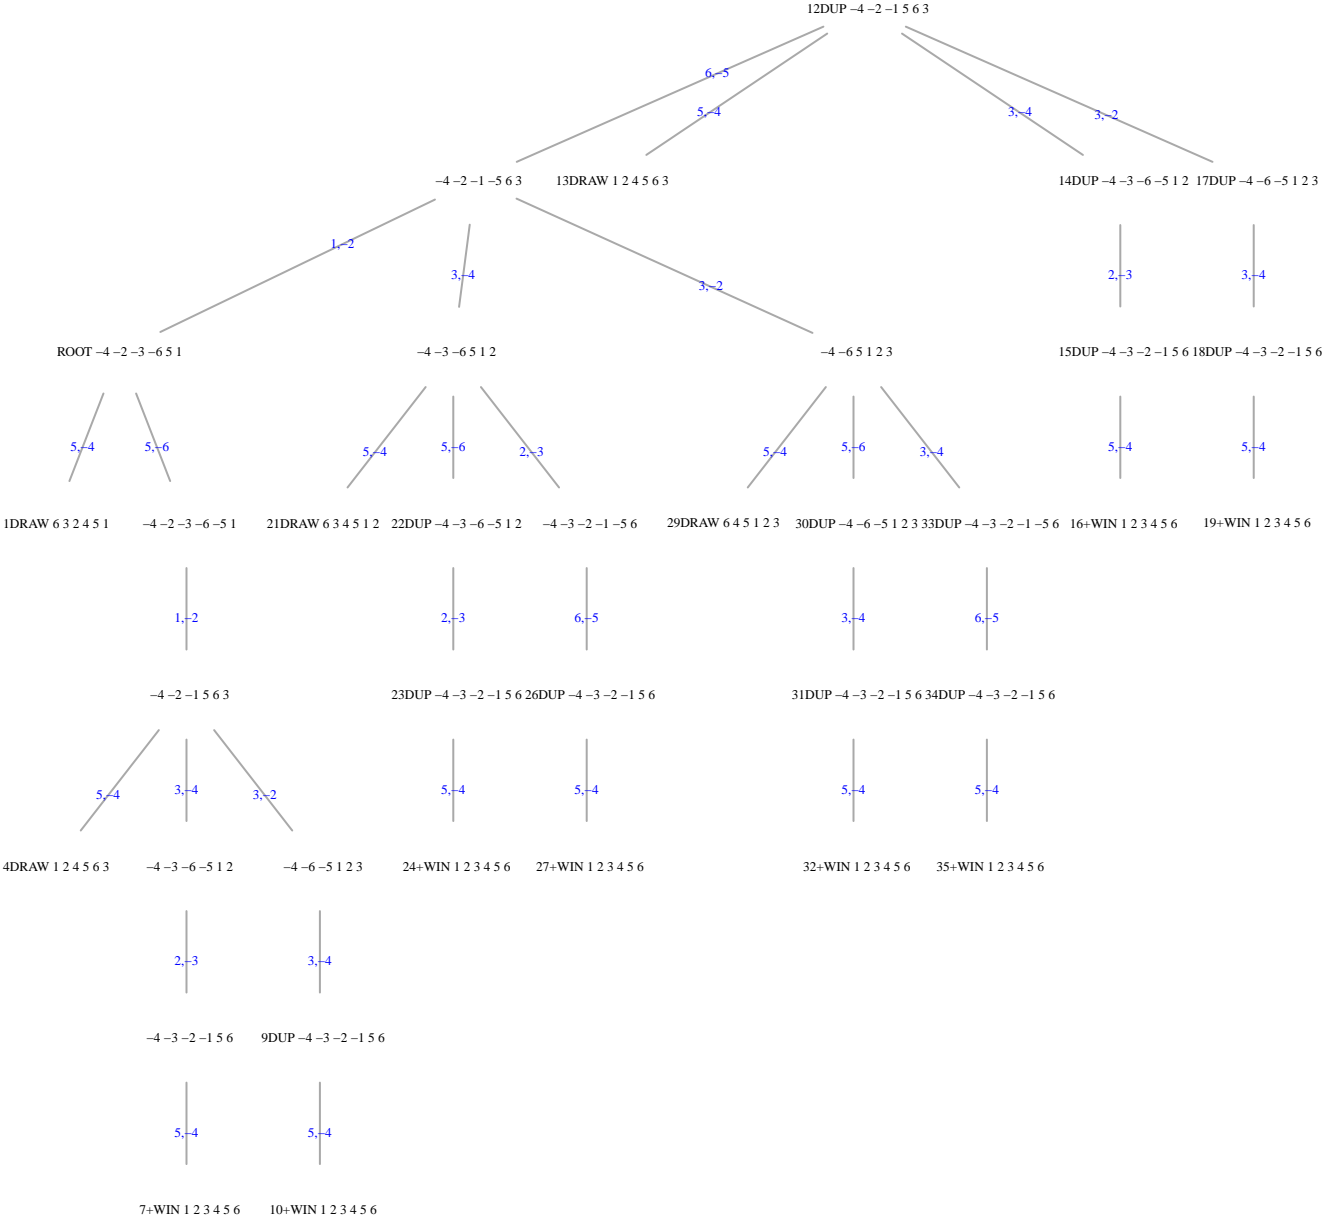 12DUP −4 −2 −1 5 6 3
6,−5
5,−4
3,−4
3,−2
−4 −2 −1 −5 6 3
13DRAW 1 2 4 5 6 3
14DUP −4 −3 −6 −5 1 2
17DUP −4 −6 −5 1 2 3
1,−2
3,−4
3,−2
2,−3
3,−4
ROOT −4 −2 −3 −6 5 1
−4 −3 −6 5 1 2
−4 −6 5 1 2 3
15DUP −4 −3 −2 −1 5 6
18DUP −4 −3 −2 −1 5 6
5,−4
5,−6
5,−4
5,−6
2,−3
5,−4
5,−6
3,−4
5,−4
5,−4
1DRAW 6 3 2 4 5 1
−4 −2 −3 −6 −5 1
21DRAW 6 3 4 5 1 2
22DUP −4 −3 −6 −5 1 2
−4 −3 −2 −1 −5 6
29DRAW 6 4 5 1 2 3
30DUP −4 −6 −5 1 2 3
33DUP −4 −3 −2 −1 −5 6
16+WIN 1 2 3 4 5 6
19+WIN 1 2 3 4 5 6
1,−2
2,−3
6,−5
3,−4
6,−5
−4 −2 −1 5 6 3
23DUP −4 −3 −2 −1 5 6
26DUP −4 −3 −2 −1 5 6
31DUP −4 −3 −2 −1 5 6
34DUP −4 −3 −2 −1 5 6
5,−4
3,−4
3,−2
5,−4
5,−4
5,−4
5,−4
4DRAW 1 2 4 5 6 3
−4 −3 −6 −5 1 2
−4 −6 −5 1 2 3
24+WIN 1 2 3 4 5 6
27+WIN 1 2 3 4 5 6
32+WIN 1 2 3 4 5 6
35+WIN 1 2 3 4 5 6
2,−3
3,−4
−4 −3 −2 −1 5 6
9DUP −4 −3 −2 −1 5 6
5,−4
5,−4
7+WIN 1 2 3 4 5 6
10+WIN 1 2 3 4 5 6